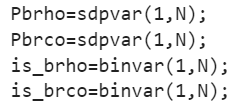 Pbrho=sdpvar(1,N);
Pbrco=sdpvar(1,N);
is_brho=binvar(1,N);
is_brco=binvar(1,N);